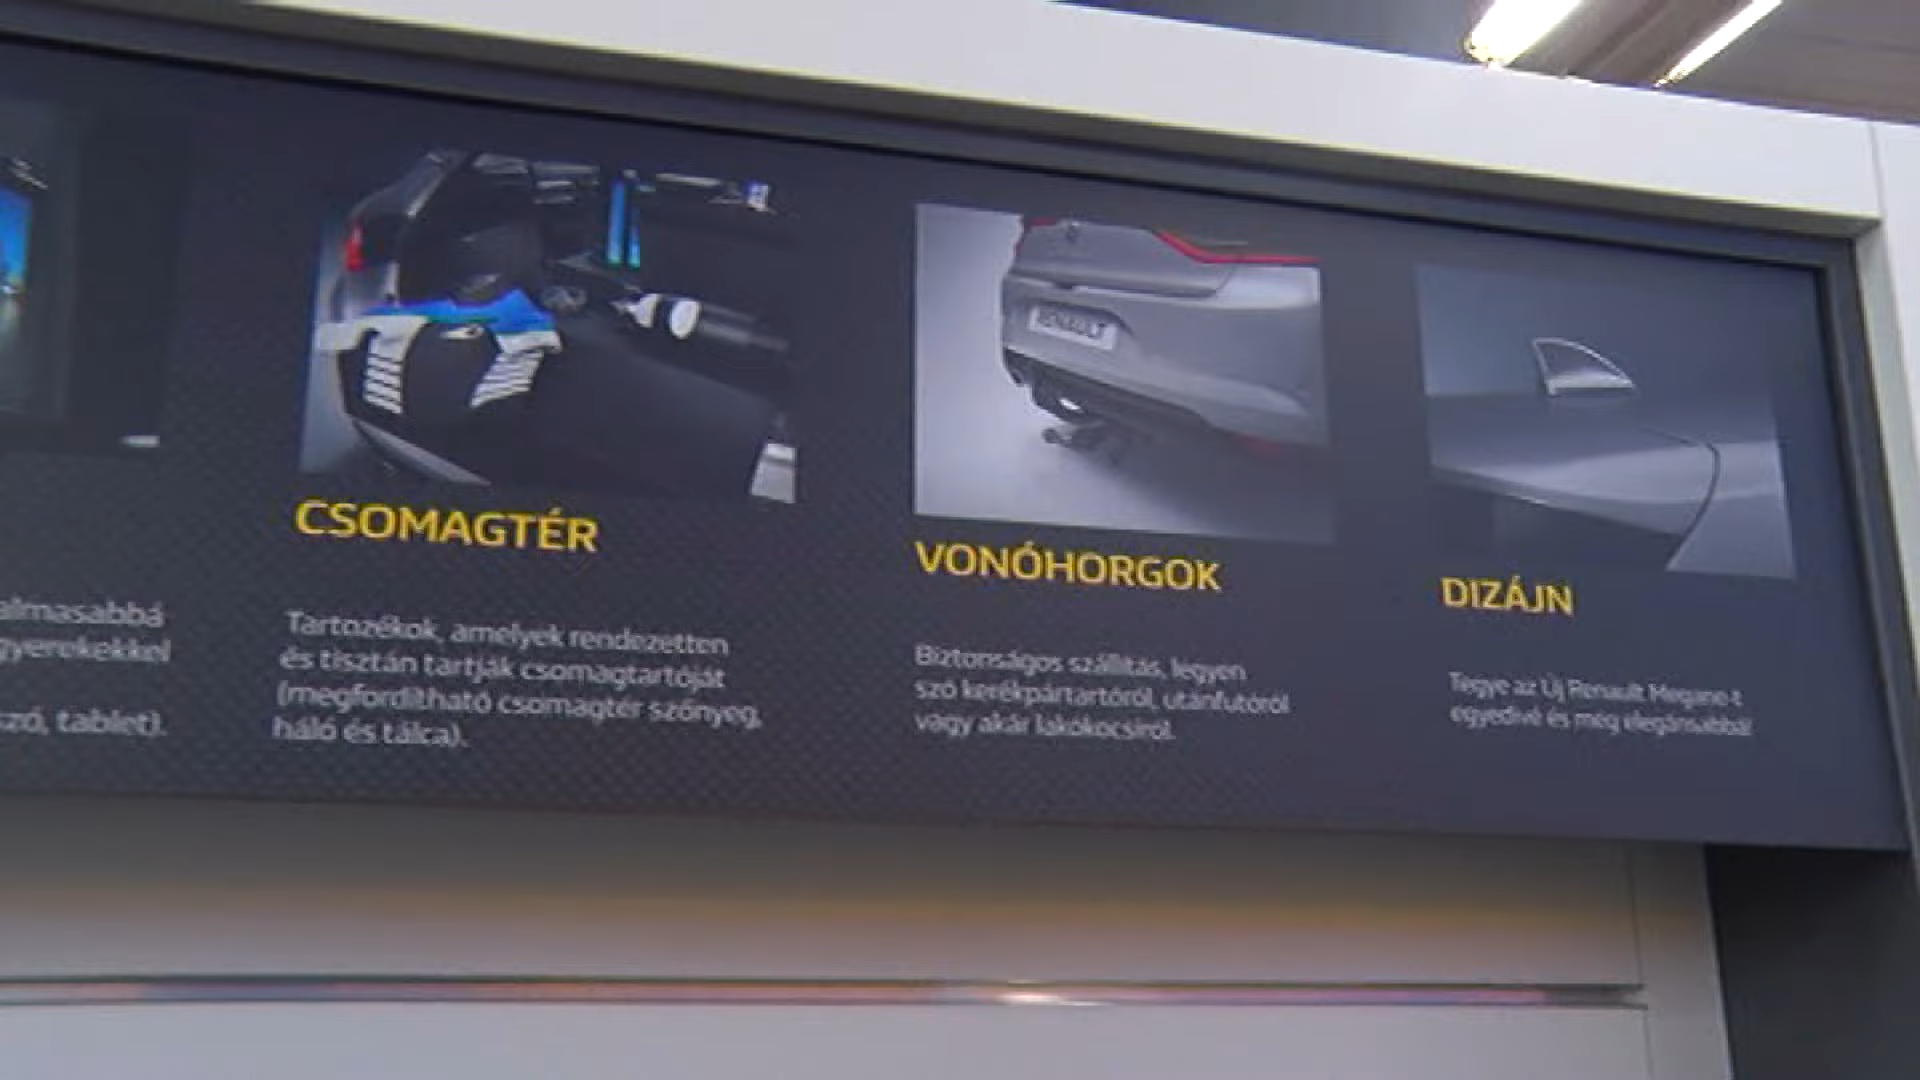 almasabbá
gyerekekkel
szó, tablet).
CSOMAGTÉR
Tartozékok, amelyek rendezetten
és tisztán tartják csomagtartóját
(megfordítható csomagtér szőnyeg,
háló és tálca).
RENAULT
VONÓHORGOK
Biztonságos szállítás, legyen
szó kerékpártartóról, utánfutóról
vagy akár lakókocsiról.
DIZÁJN
Tegye az Új Renault Megane-t
egyedivé és még elegánsabbá!